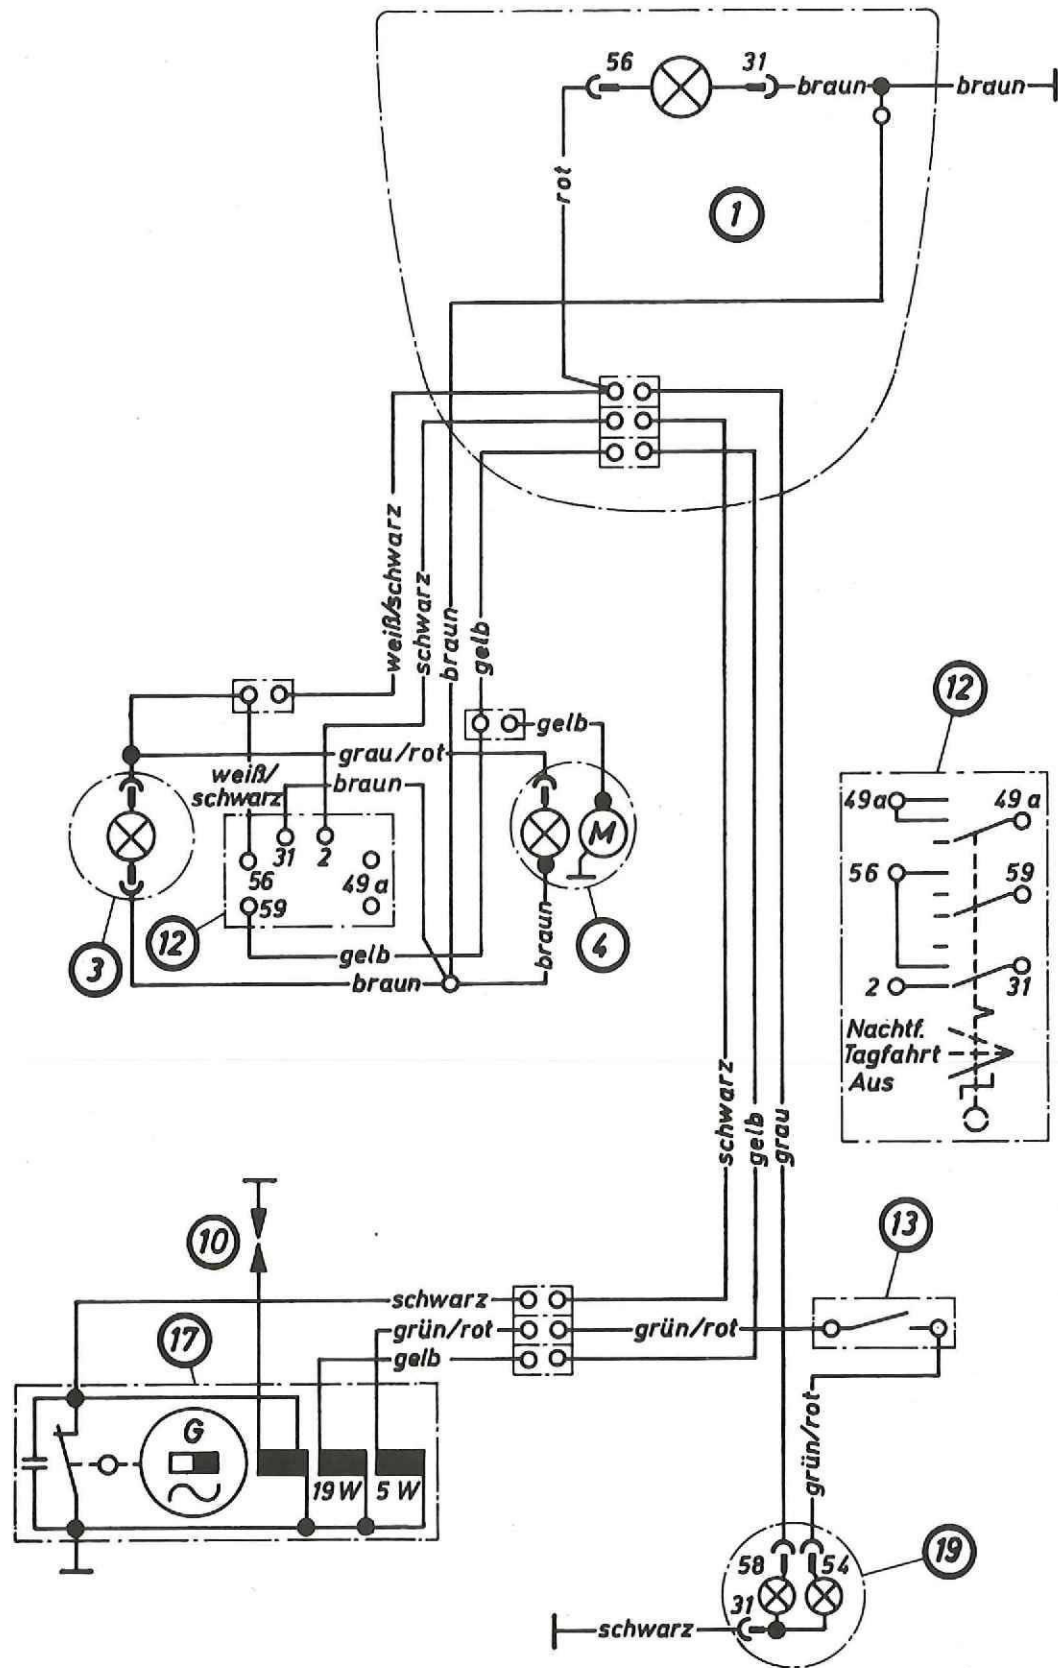 56
31
braun
braun
rot
1
weiß/schwarz
schwarz
braun
gelb
12
gelb
grau/rot
weiß/
schwarz
braun
49a
49 a
M
31
2
56
49 a
56
59
59
12
4
3
gelb
braun
braun
2
31
Nachtf.
Tagfahrt
Aus
schwarz
gelb
grau
10
13
schwarz
grün/rot
grün/rot
gelb
17
G
19 W
5 W
grün/rot
58
54
19
31
schwarz